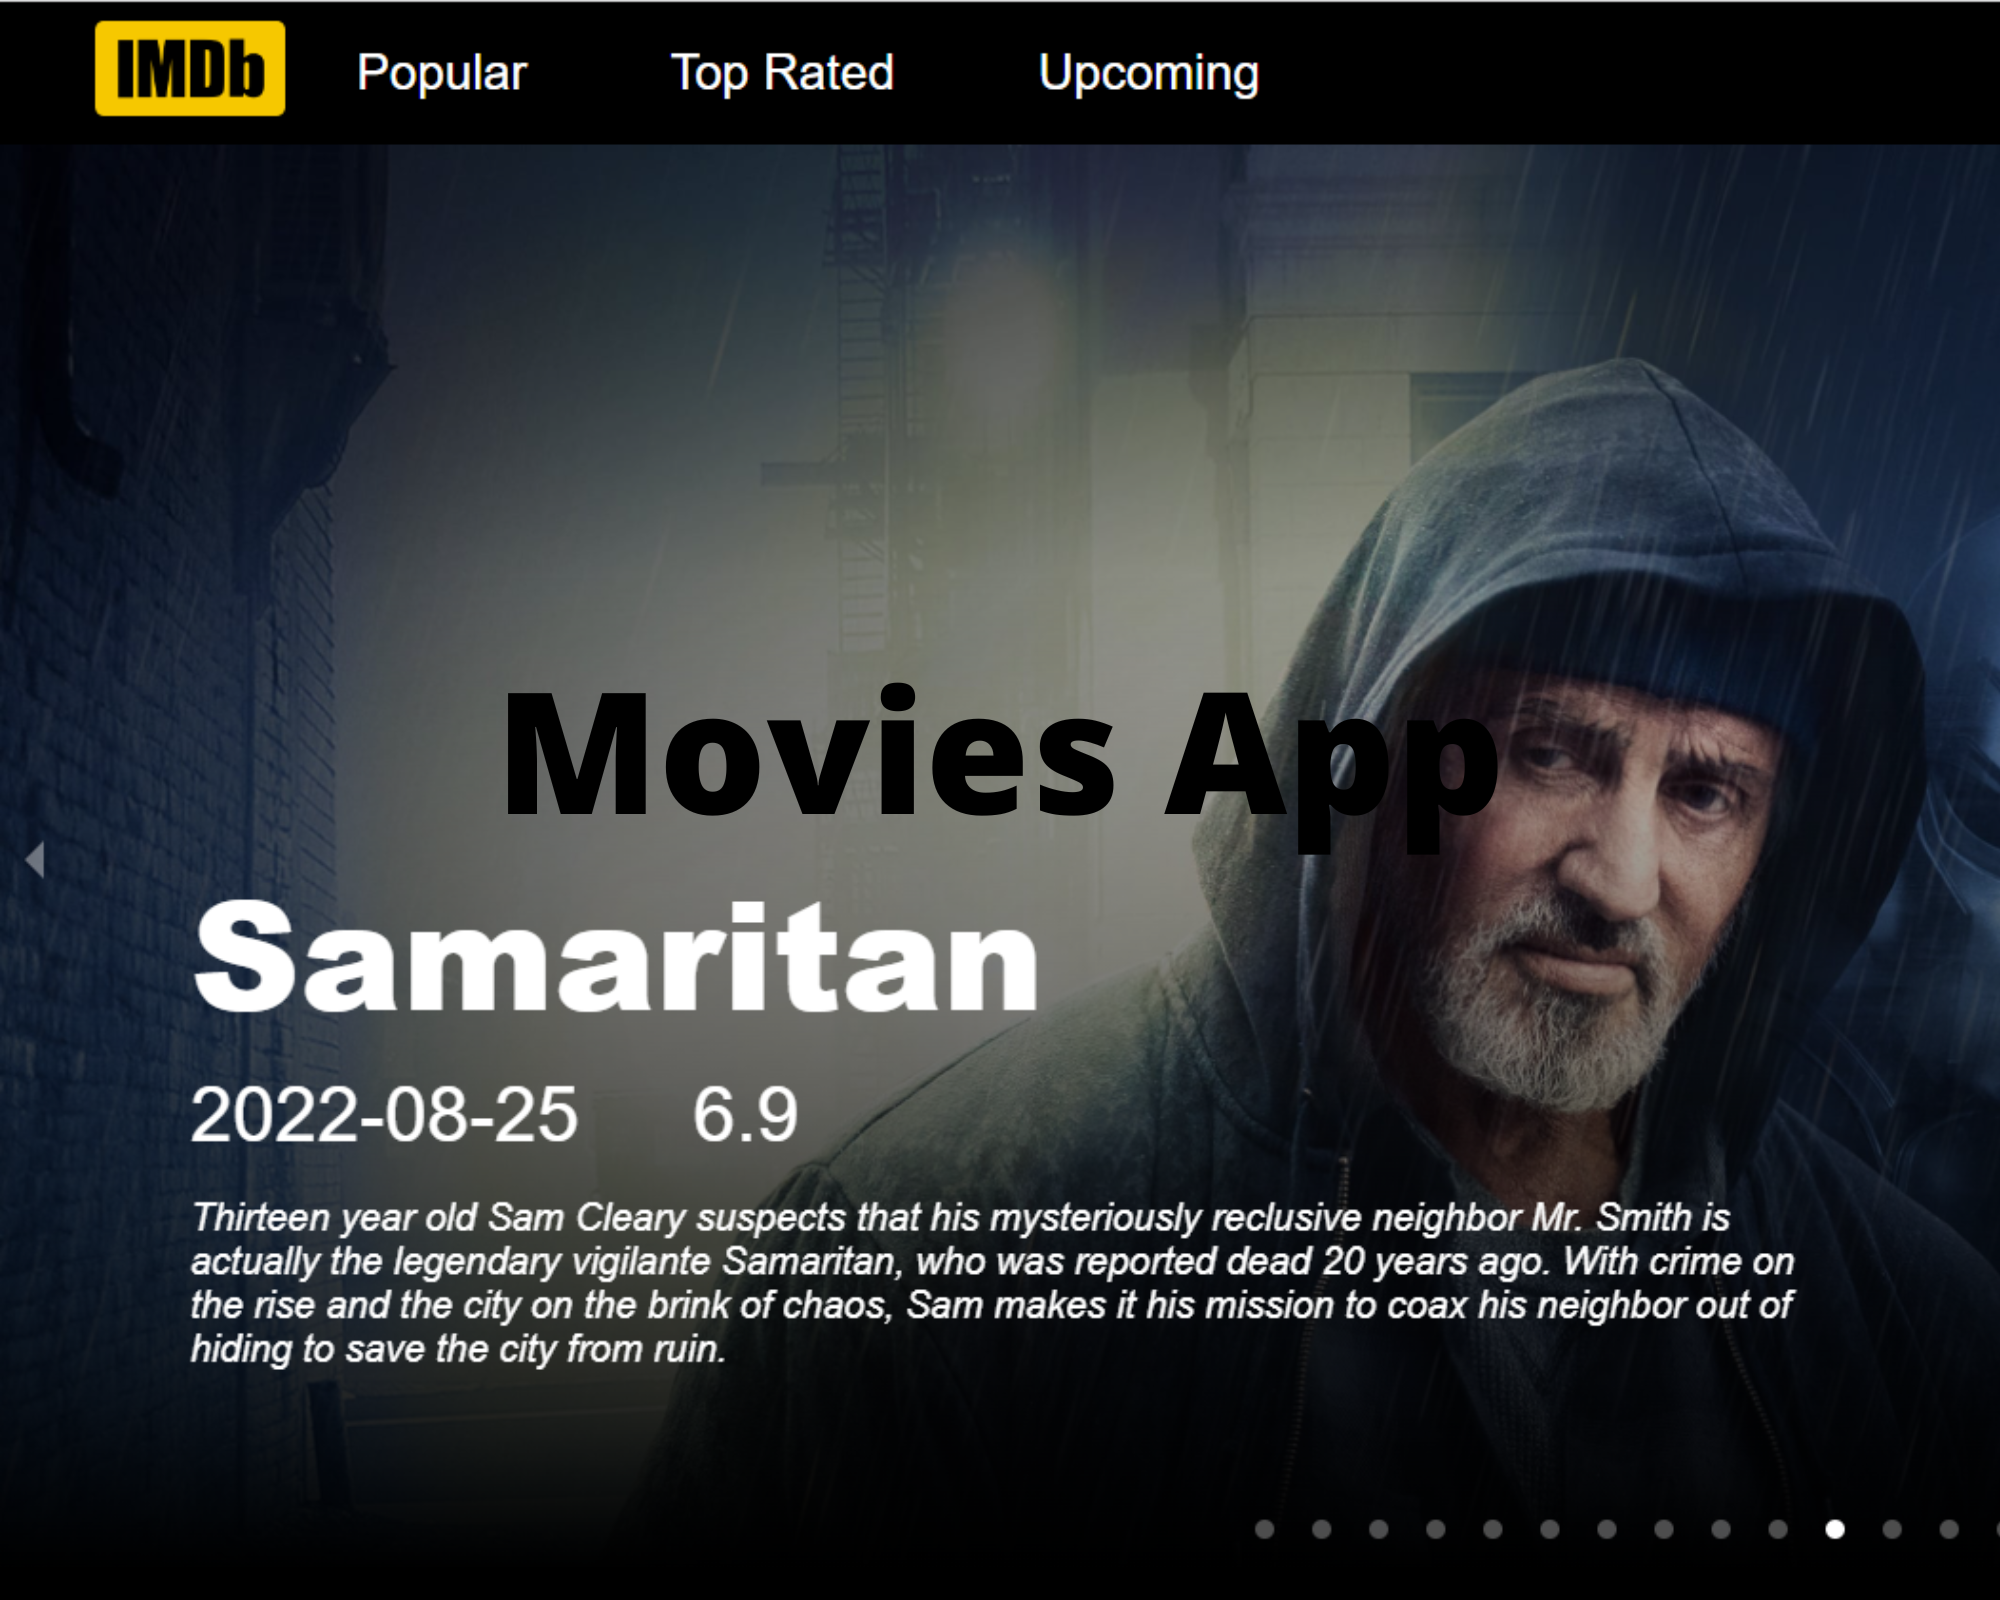 IMDb
Popular
Top Rated
Upcoming
Movies App
Samaritan
2022-08-25 6.9
Thirteen year old Sam Cleary suspects that his mysteriously reclusive neighbor Mr. Smith is
actually the legendary vigilante Samaritan, who was reported dead 20 years ago. With crime on
the rise and the city on the brink of chaos, Sam makes it his mission to coax his neighbor out of
hiding to save the city from ruin.